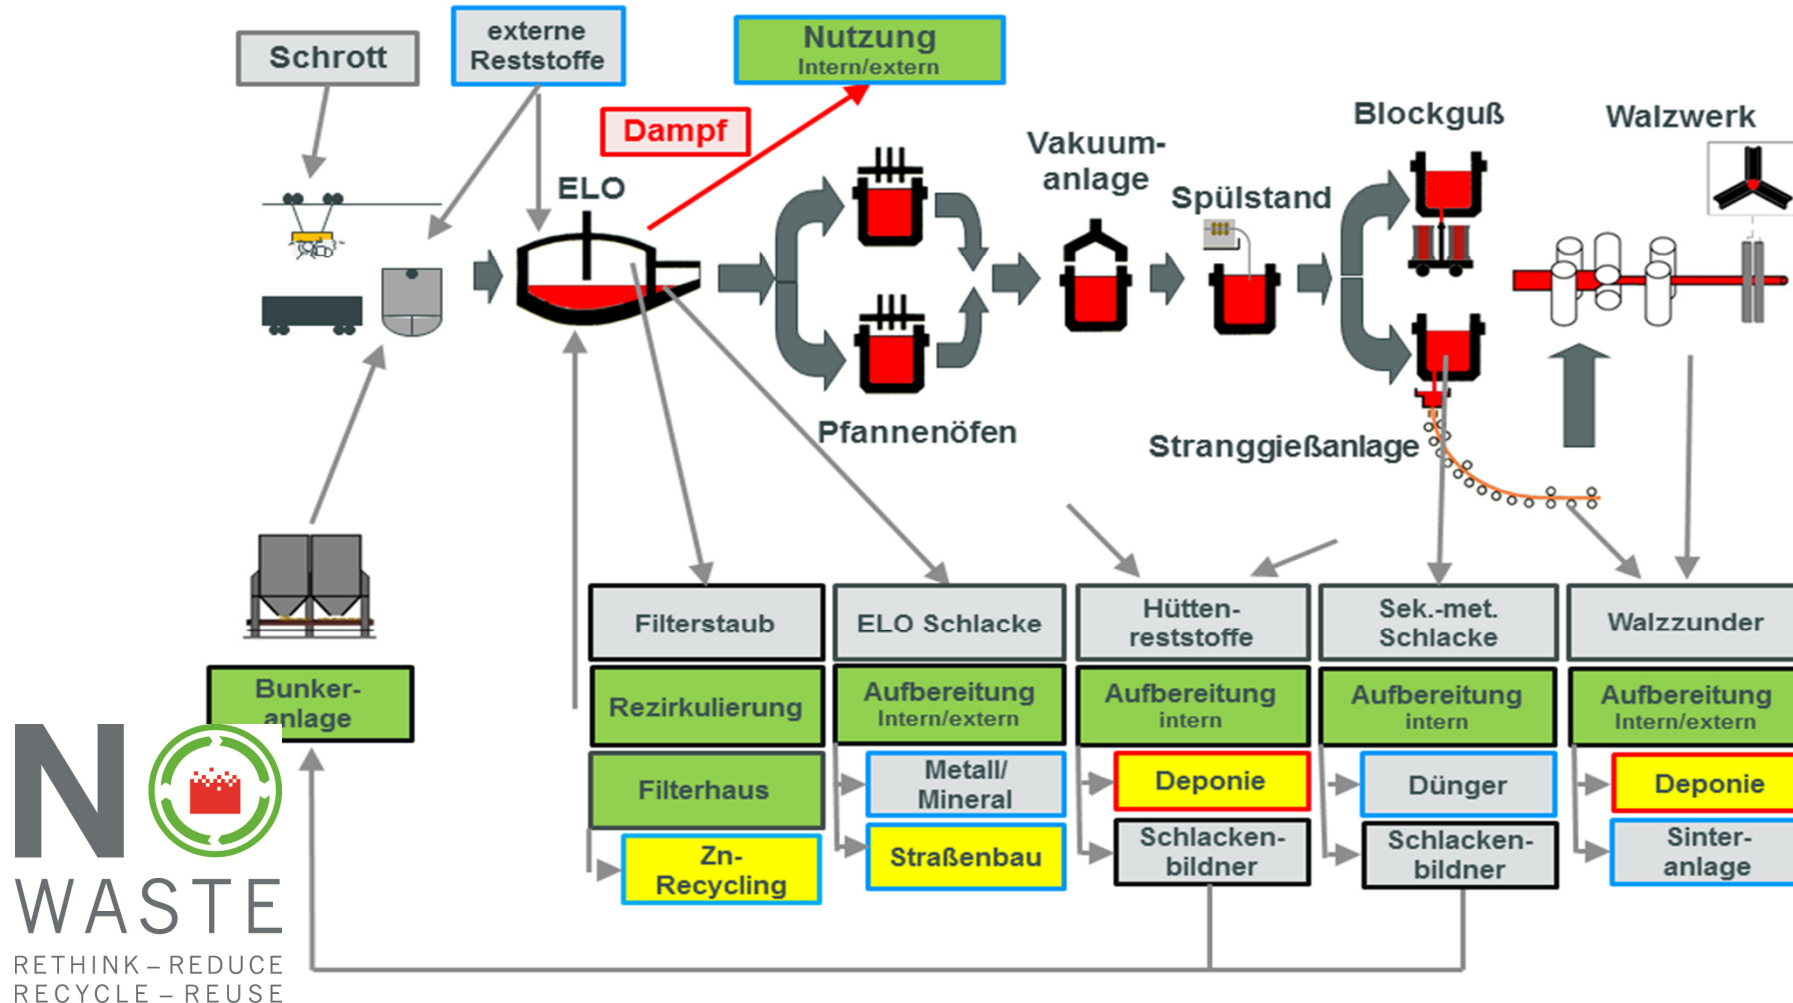 Schrott
externe
Reststoffe
Nutzung
Intern/extern
Dampf
ELO
Vakuum-
anlage
Spülstand
Blockguß
Walzwerk
Pfannenöfen
Stranggießanlage
Filterstaub
ELO Schlacke
Hütten-
reststoffe
Sek.-met.
Schlacke
Walzzunder
Bunker-
anlage
Rezirkulierung
Aufbereitung
Intern/extern
Aufbereitung
intern
Aufbereitung
intern
Aufbereitung
Intern/extern
Filterhaus
Metall/
Mineral
Deponie
Dünger
Deponie
Zn-
Recycling
Straßenbau
Schlacken-
bildner
Schlacken-
bildner
Sinter-
anlage
NO
WASTE
RETHINK – REDUCE
RECYCLE – REUSE